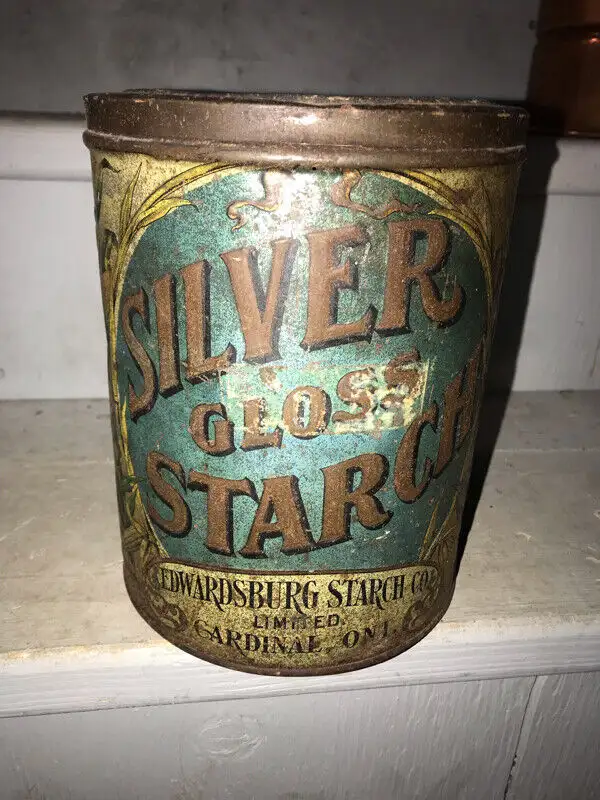 SILVER
GLOSS
STARCH
EDWARDSBURG STARCH CO.
LIMITED.
CARDINAL, ONT.